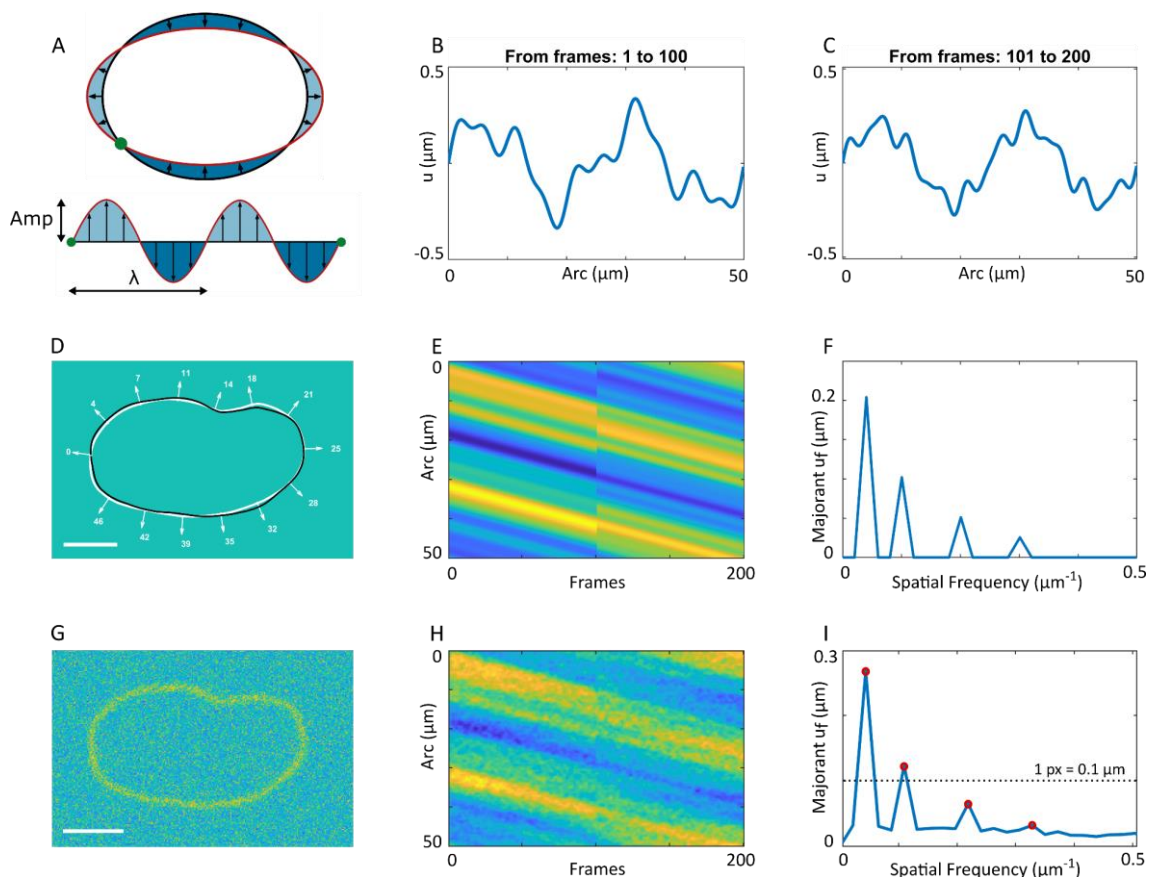 A
Amp
λ
B
From frames: 1 to 100
0.5
u (μm)
-0.5
0
50
Arc (μm)
C
From frames: 101 to 200
0.5
u (μm)
-0.5
0
50
Arc (μm)
D
0
4
7
11
14
18
21
25
28
32
35
39
42
46
E
0
Arc (μm)
50
0
200
Frames
F
0.2
Majorant uf (μm)
0
0
0.5
Spatial Frequency (μm-1)
G
H
0
Arc (μm)
50
0
200
Frames
I
0.3
Majorant uf (μm)
1 px = 0.1 μm
0
0
0.5
Spatial Frequency (μm-1)